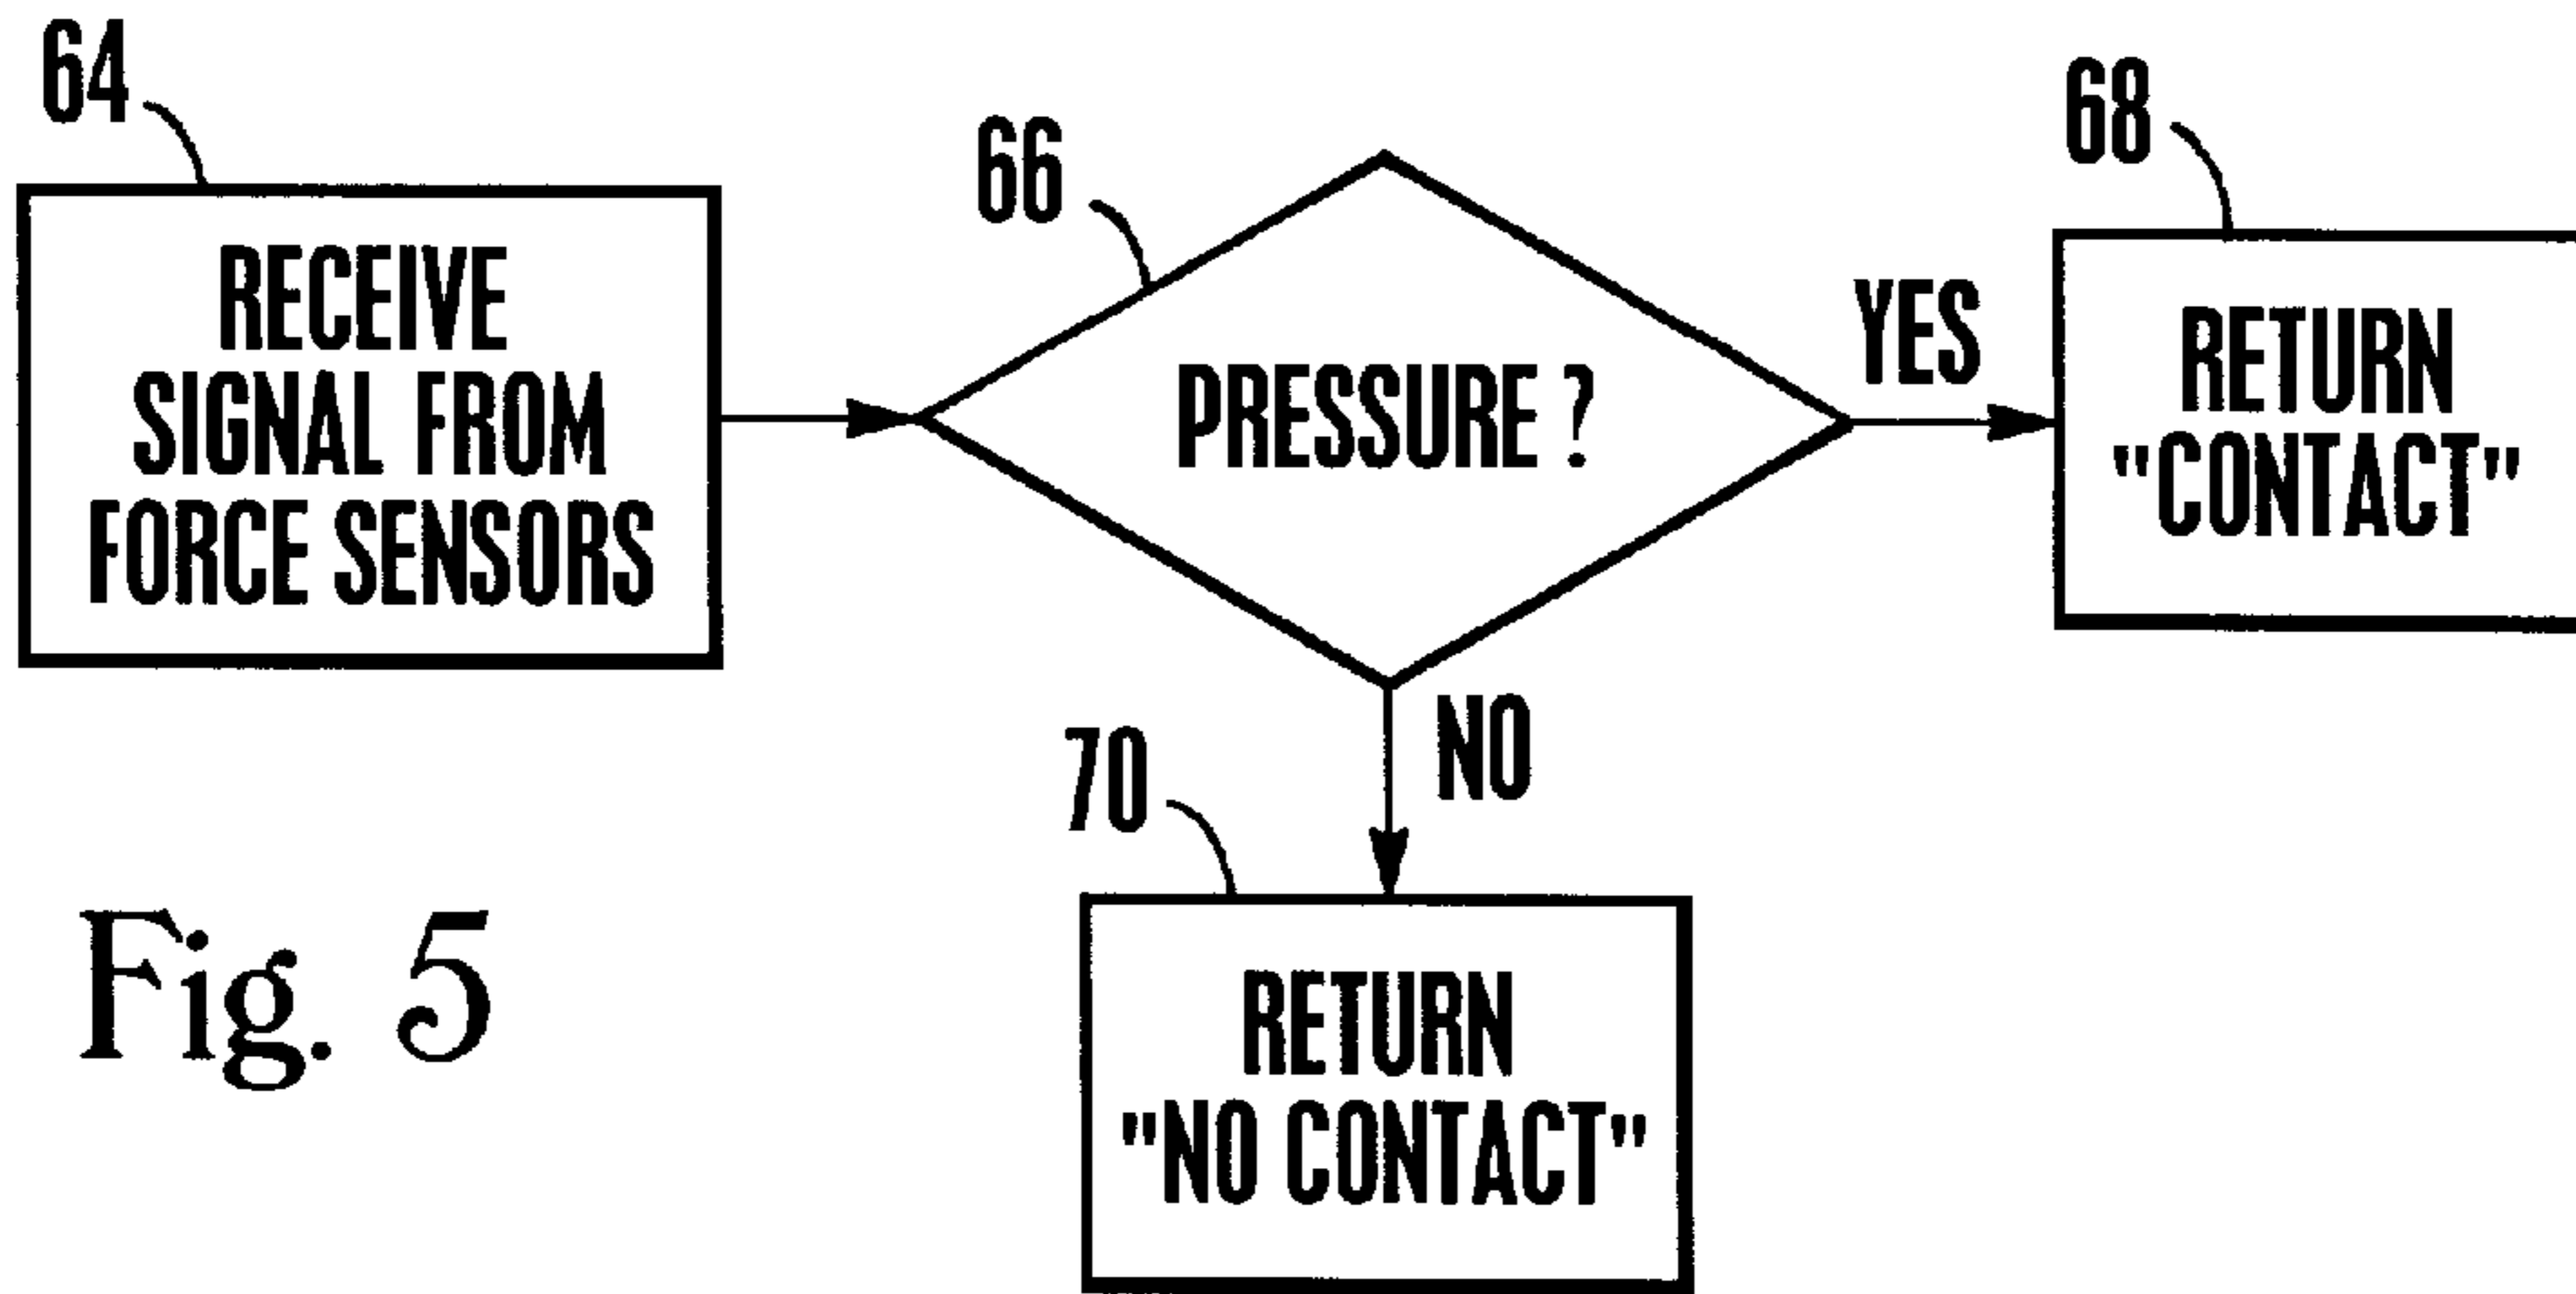 64
RECEIVE
SIGNAL FROM
FORCE SENSORS
66
PRESSURE ?
YES
68
RETURN
"CONTACT"
NO
70
RETURN
"NO CONTACT"
Fig. 5